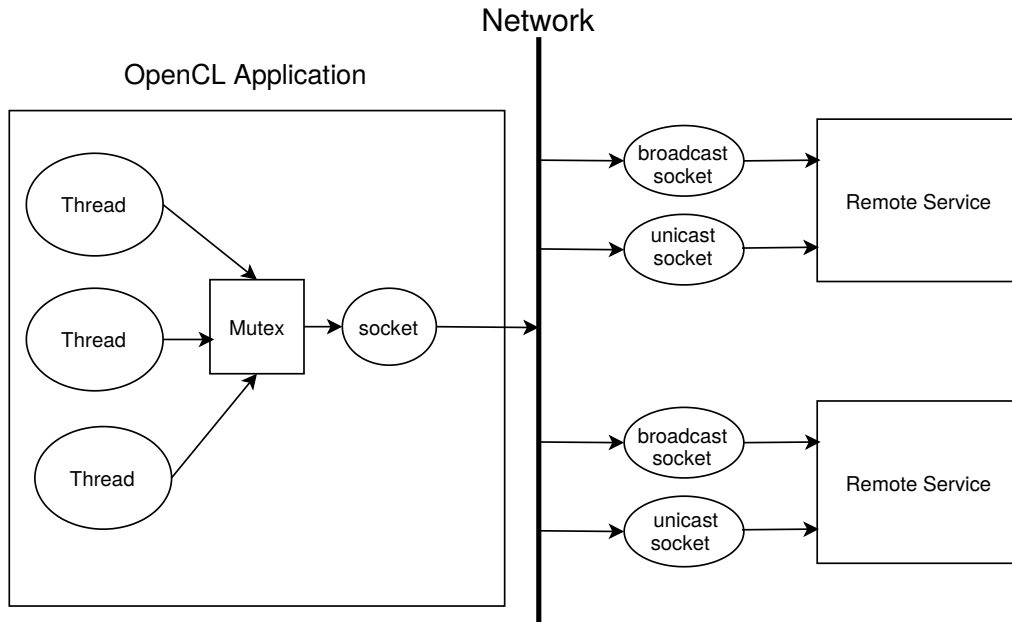 Network
OpenCL Application
Thread
Thread
Thread
Mutex
socket
broadcast
socket
unicast
socket
Remote Service
broadcast
socket
unicast
socket
Remote Service